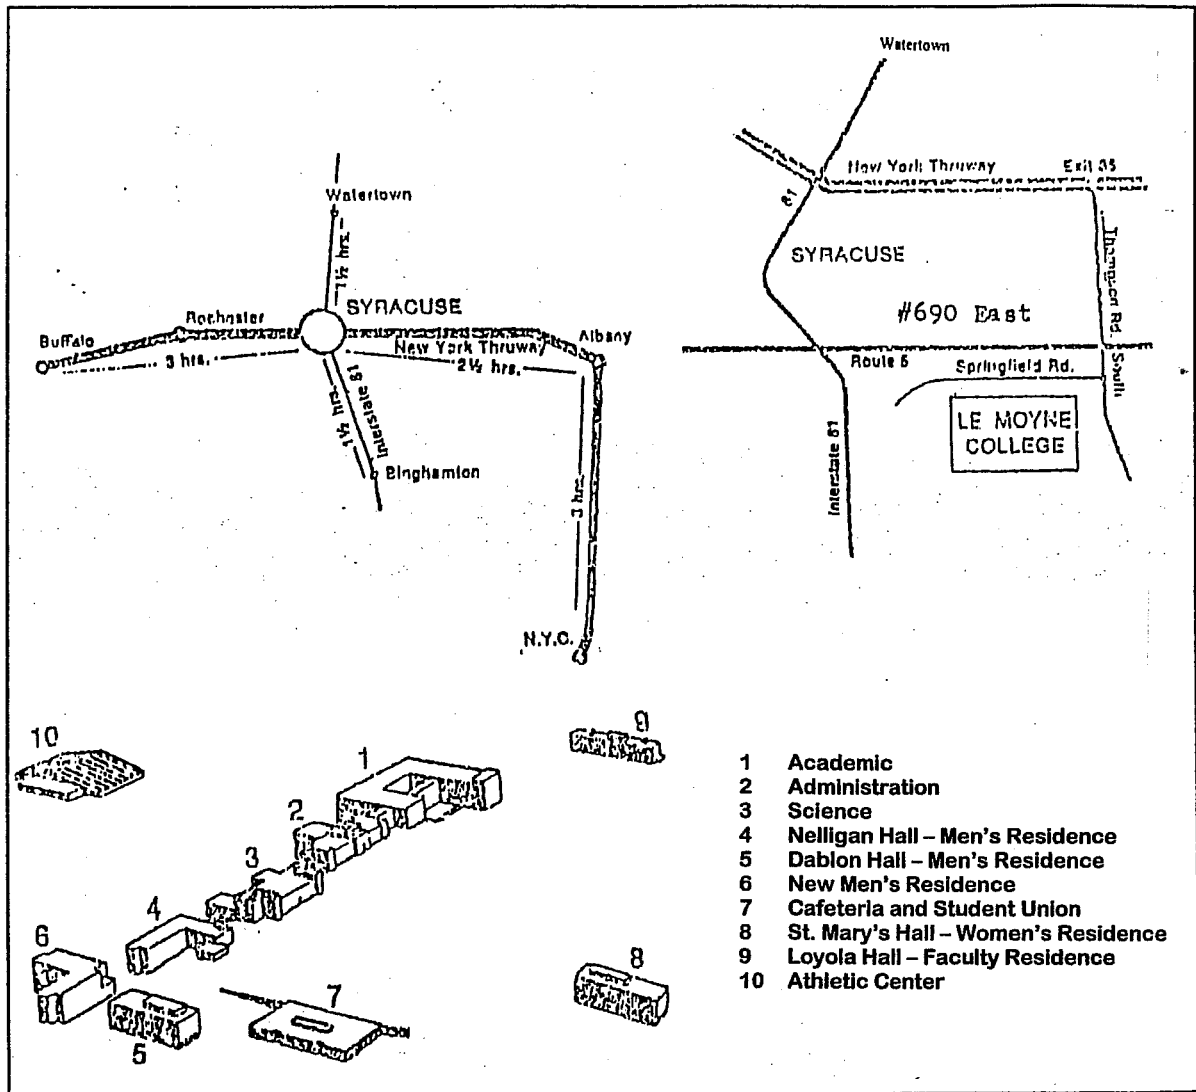 Watertown
1½ hrs.
SYRACUSE
Rochester
Buffalo
3 hrs.
New York Thruway
2½ hrs.
Albany
Interstate 81
1½ hrs.
Binghamton
3 hrs.
N.Y.C.
Watertown
New York Thruway
Exit 35
81
SYRACUSE
Thompson Rd. South
#690 East
Route 5
Springfield Rd.
Interstate 81
LE MOYNE
COLLEGE
10
1
2
3
4
6
5
7
8
9
1 Academic
2 Administration
3 Science
4 Nelligan Hall – Men's Residence
5 Dablon Hall – Men's Residence
6 New Men's Residence
7 Cafeteria and Student Union
8 St. Mary's Hall – Women's Residence
9 Loyola Hall – Faculty Residence
10 Athletic Center